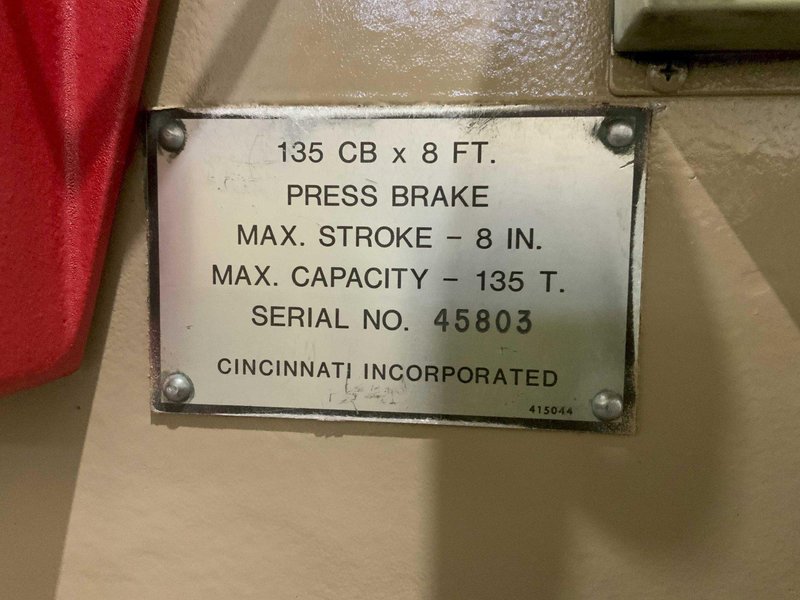 135 CB x 8 FT.
PRESS BRAKE
MAX. STROKE – 8 IN.
MAX. CAPACITY – 135 T.
SERIAL NO. 45803
CINCINNATI INCORPORATED
415044